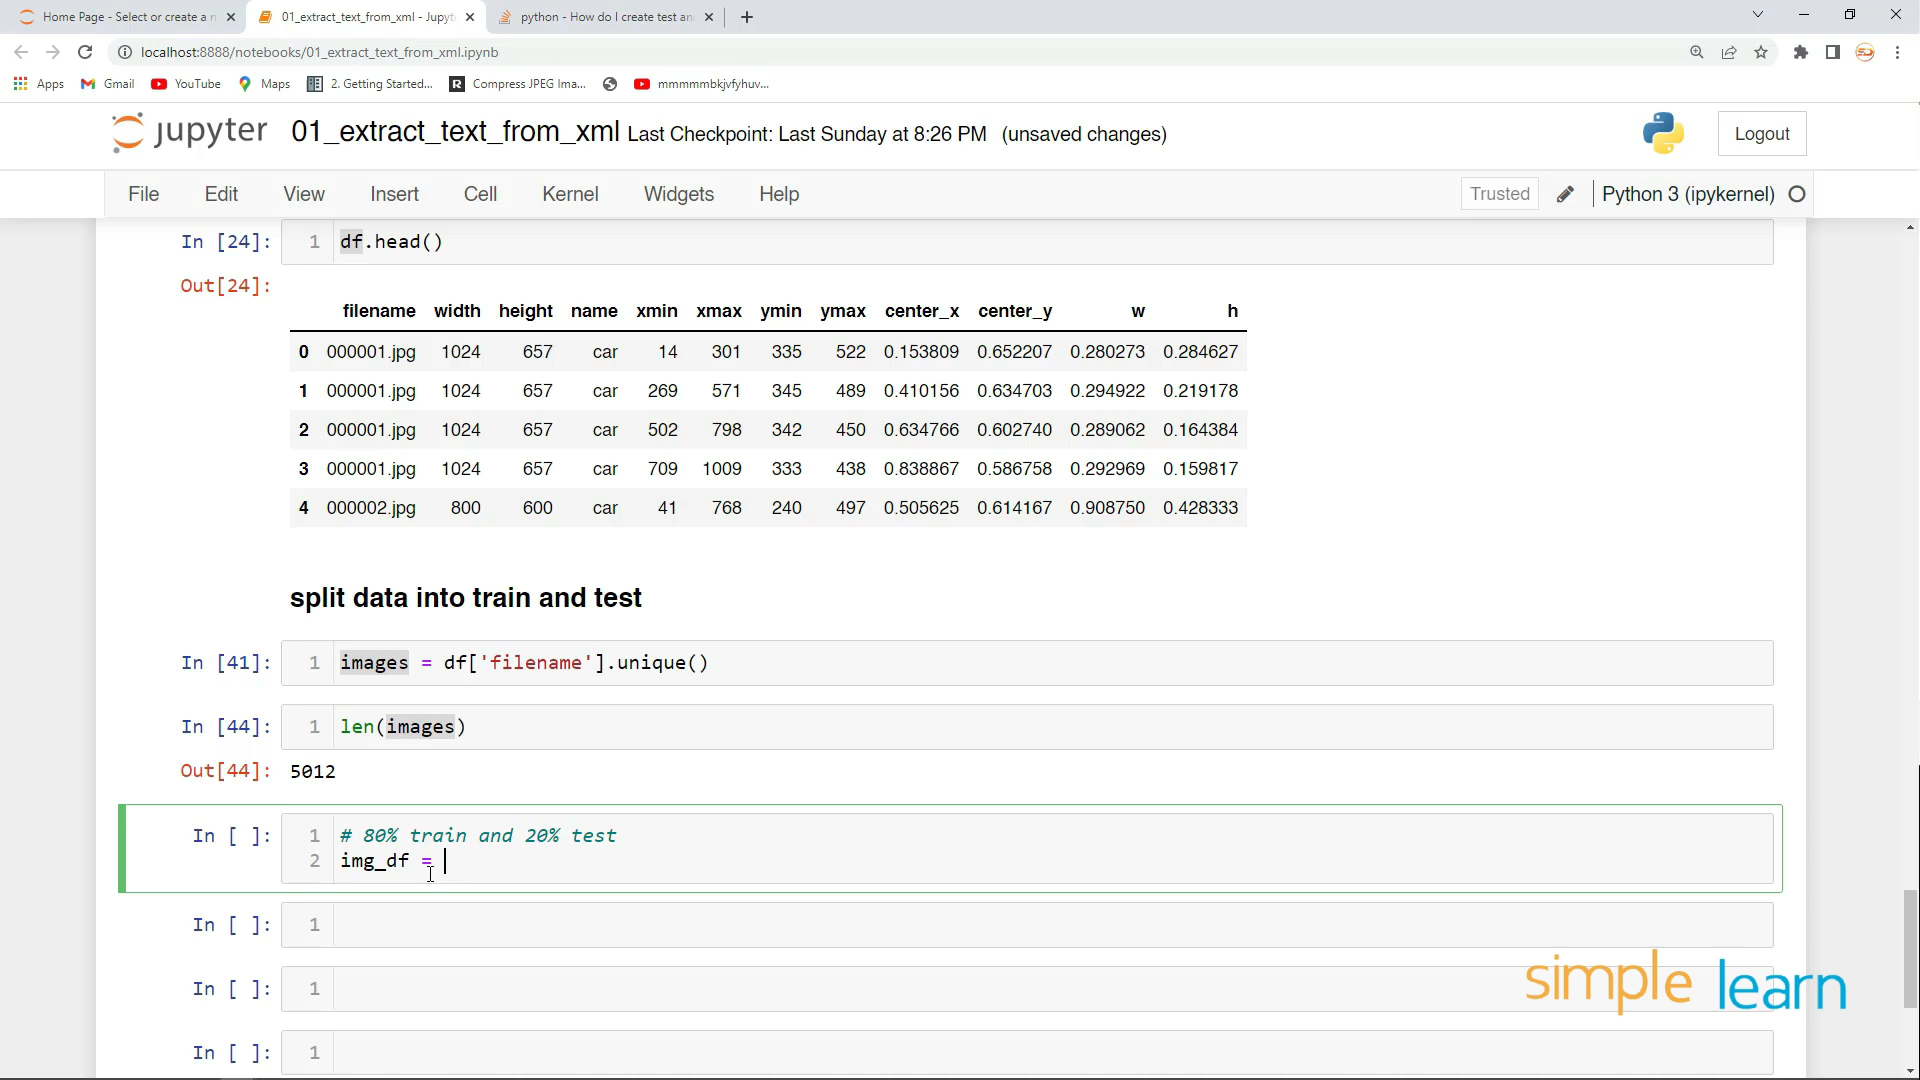 Home Page - Select or create a n
01_extract_text_from_xml - Jupyt
python - How do I create test an
localhost:8888/notebooks/01_extract_text_from_xml.ipynb
Apps Gmail YouTube Maps 2. Getting Started... Compress JPEG Ima... mmmmmbkjvfyhuv...
jupyter 01_extract_text_from_xml Last Checkpoint: Last Sunday at 8:26 PM (unsaved changes) Logout
File Edit View Insert Cell Kernel Widgets Help Trusted Python 3 (ipykernel)
In [24]: 1 df.head()
Out[24]:
filename width height name xmin xmax ymin ymax center_x center_y w h
0 000001.jpg 1024 657 car 14 301 335 522 0.153809 0.652207 0.280273 0.284627
1 000001.jpg 1024 657 car 269 571 345 489 0.410156 0.634703 0.294922 0.219178
2 000001.jpg 1024 657 car 502 798 342 450 0.634766 0.602740 0.289062 0.164384
3 000001.jpg 1024 657 car 709 1009 333 438 0.838867 0.586758 0.292969 0.159817
4 000002.jpg 800 600 car 41 768 240 497 0.505625 0.614167 0.908750 0.428333
split data into train and test
In [41]: 1 images = df['filename'].unique()
In [44]: 1 len(images)
Out[44]: 5012
In [ ]: 1 # 80% train and 20% test
2 img_df =
In [ ]: 1
In [ ]: 1
simplelearn
In [ ]: 1